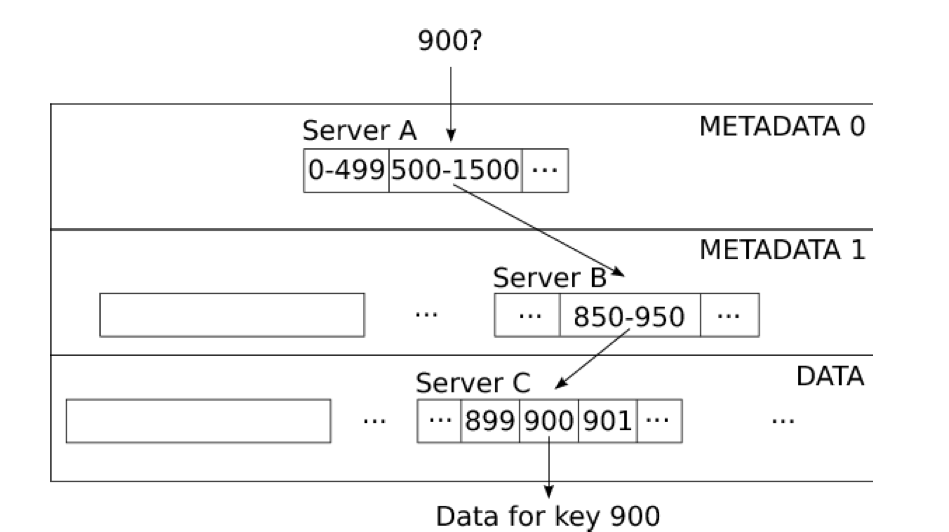 900?
METADATA 0
Server A
0-499 500-1500 ...
METADATA 1
Server B
... ... 850-950 ...
DATA
Server C
... ... 899 900 901 ... ...
Data for key 900